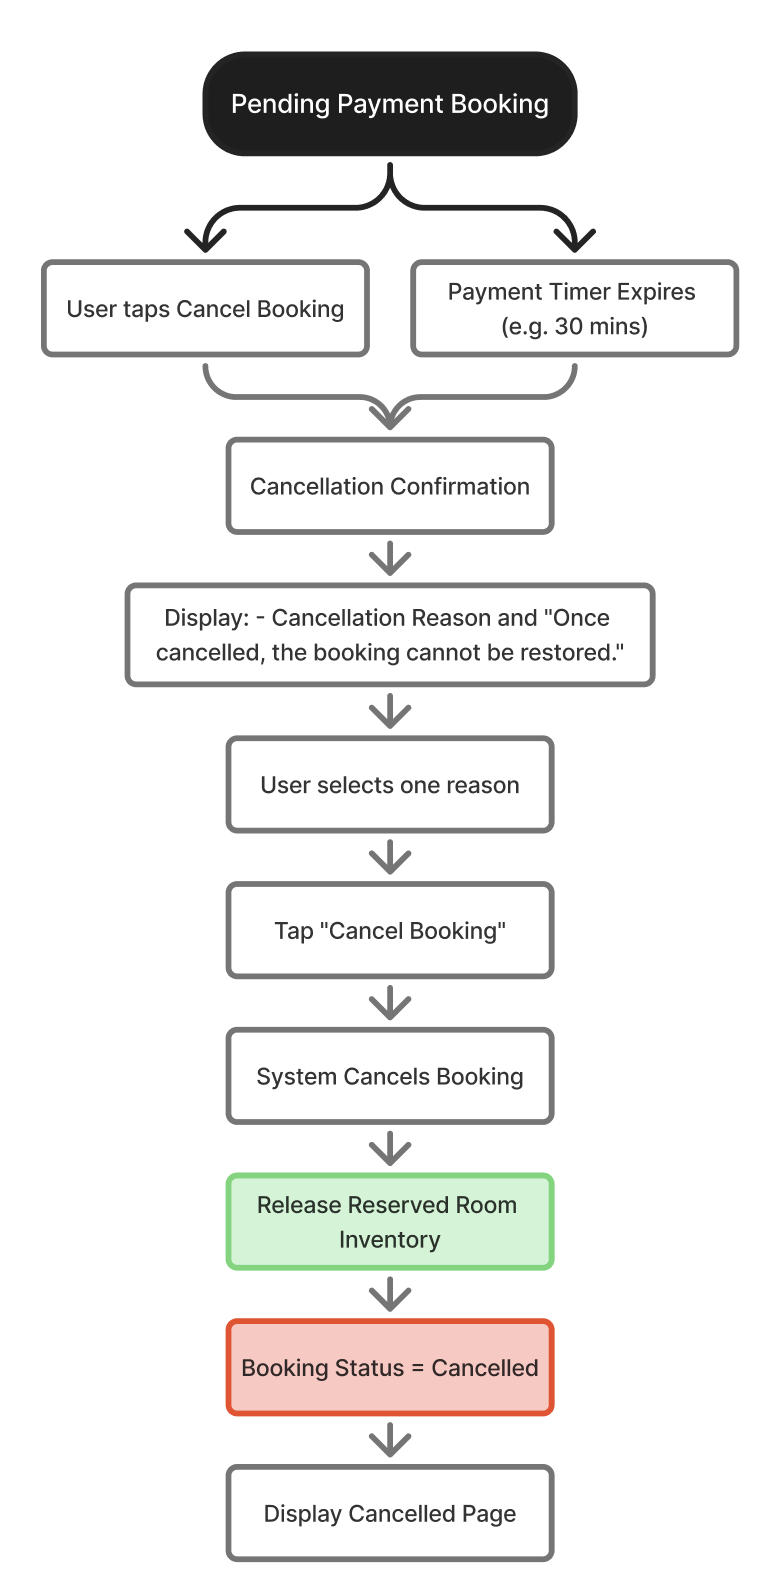 Pending Payment Booking
User taps Cancel Booking
Payment Timer Expires
(e.g. 30 mins)
Cancellation Confirmation
Display: - Cancellation Reason and "Once
cancelled, the booking cannot be restored."
User selects one reason
Tap "Cancel Booking"
System Cancels Booking
Release Reserved Room
Inventory
Booking Status = Cancelled
Display Cancelled Page